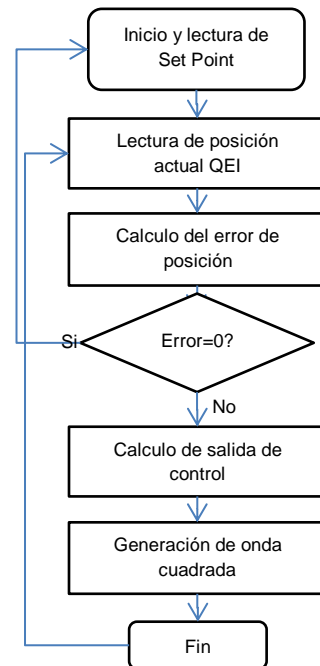 Inicio y lectura de
Set Point
Lectura de posición
actual QEI
Calculo del error de
posición
Si
Error=0?
No
Calculo de salida de
control
Generación de onda
cuadrada
Fin